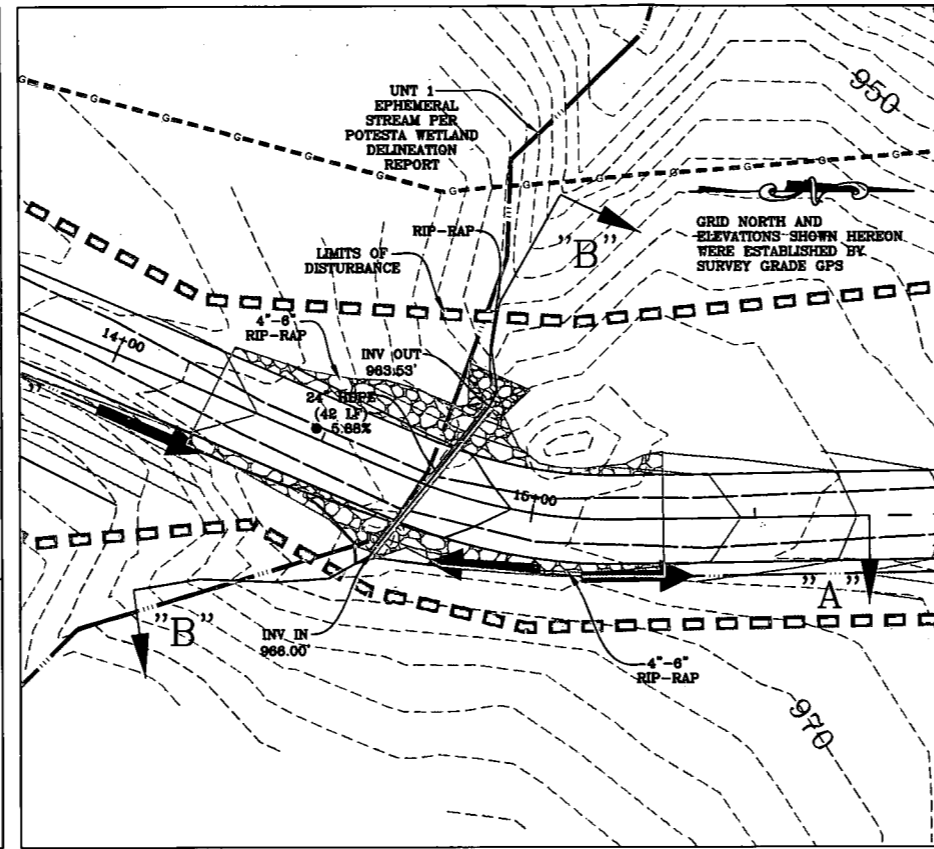 950
UNT 1
EPHEMERAL
STREAM PER
POTESTA WETLAND
DELINEATION
REPORT
G G G G G G G G G G G G G
RIP-RAP
"B"
GRID NORTH AND
ELEVATIONS SHOWN HEREON
WERE ESTABLISHED BY
SURVEY GRADE GPS
LIMITS OF
DISTURBANCE
4"-6"
RIP-RAP
14+00
INV OUT
963.53'
24" HDPE
(42 LF)
@ 5.88%
15+00
"A"
"B"
INV IN
966.00'
4"-6"
RIP-RAP
970